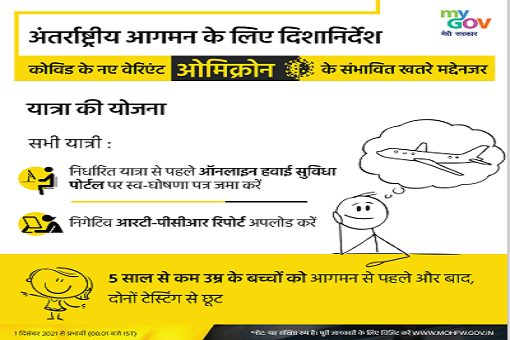 my
GOV
मेरी सरकार
अंतर्राष्ट्रीय आगमन के लिए दिशानिर्देश
कोविड के नए वेरिएंट ओमिक्रोन के संभावित खतरे मद्देनजर
यात्रा की योजना
सभी यात्री :
निर्धारित यात्रा से पहले ऑनलाइन हवाई सुविधा
पोर्टल पर स्व-घोषणा पत्र जमा करें
निगेटिव आरटी-पीसीआर रिपोर्ट अपलोड करें
5 साल से कम उम्र के बच्चों को आगमन से पहले और बाद,
दोनों टेस्टिंग से छूट
1 दिसंबर 2021 से प्रभावी (00:01 बजे IST)
*नोट: यह संक्षिप्त रूप है। पूरी जानकारी के लिए विजिट करें WWW.MOHFW.GOV.IN